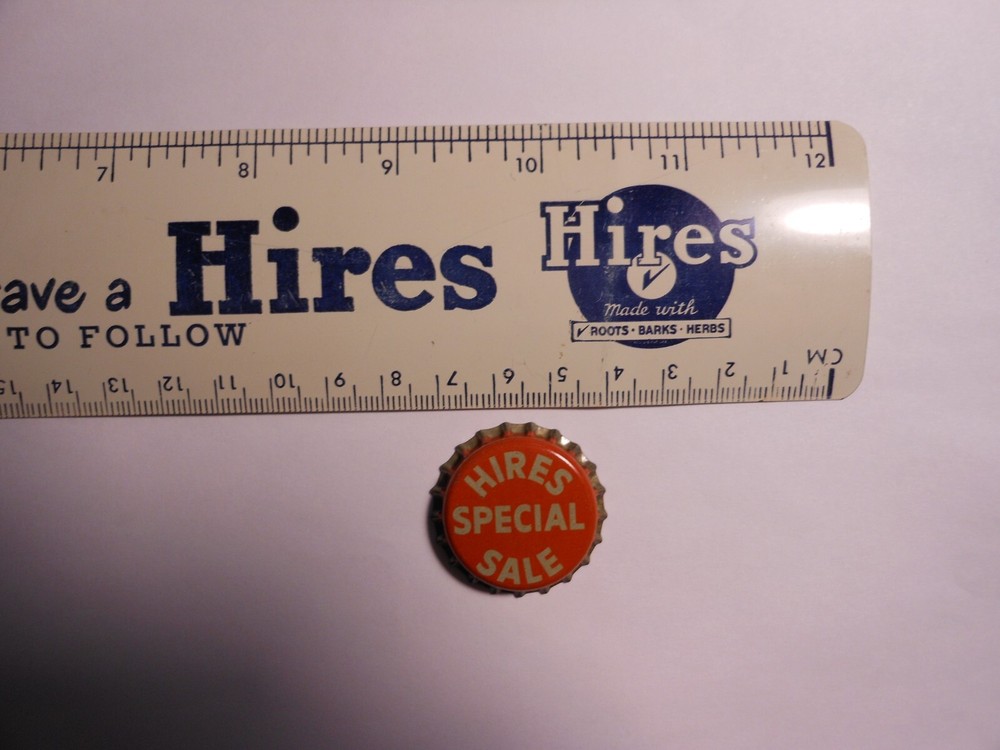 7 8 9 10 11 12
Hires
Made with
ROOTS • BARKS • HERBS
ave a Hires
TO FOLLOW
15 14 13 12 11 10 9 8 7 6 5 4 3 2 1 CM
HIRES
SPECIAL
SALE